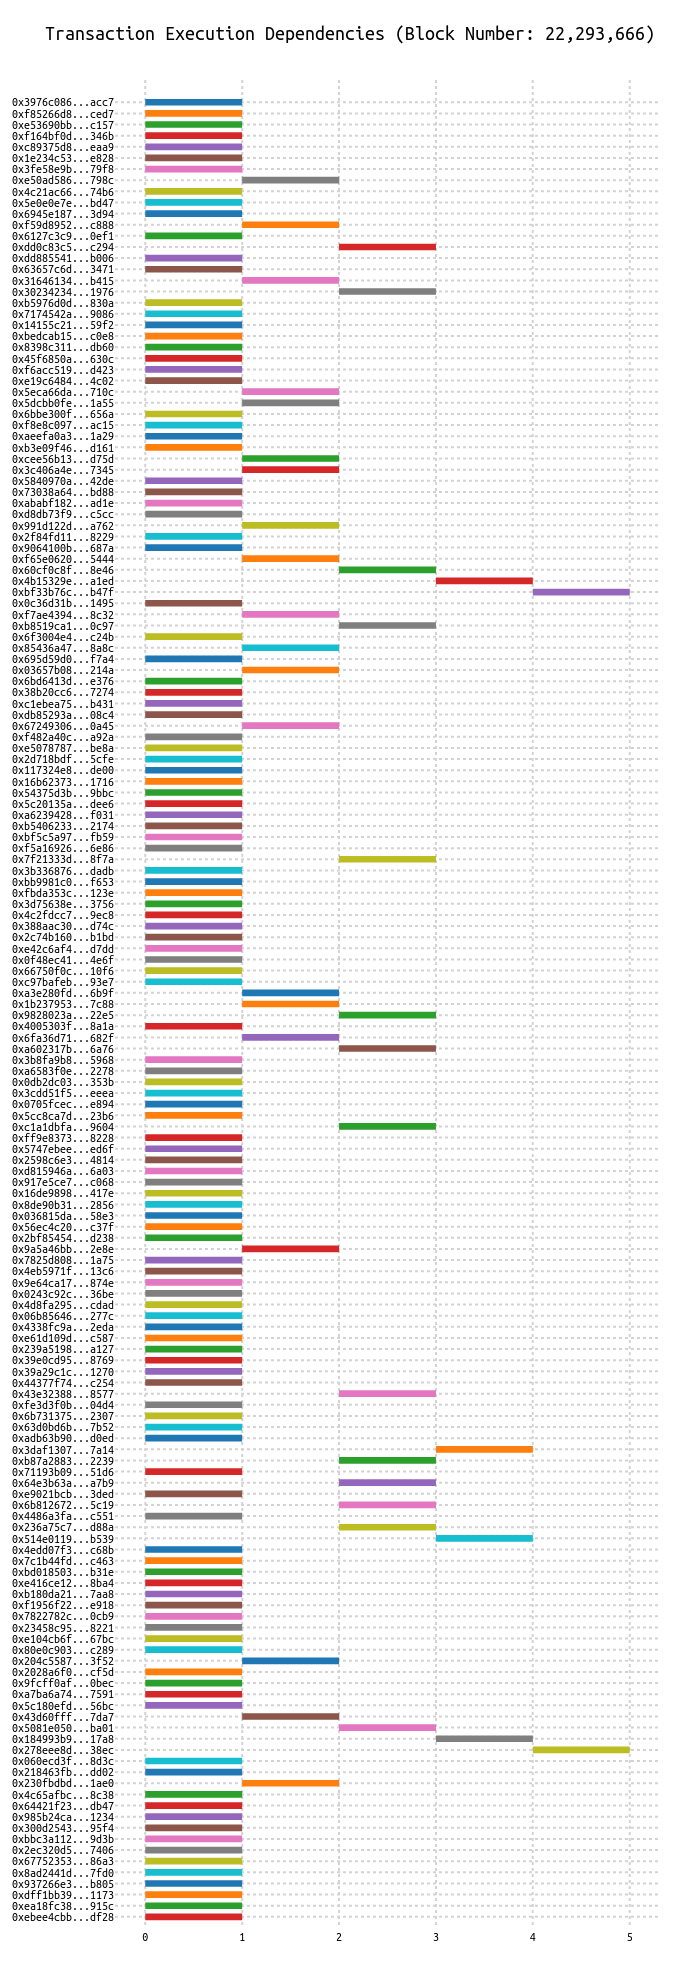 Transaction Execution Dependencies (Block Number: 22,293,666)
0x3976c086...acc7
0xf85266d8...ced7
0xe53690bb...c157
0xf164bf0d...346b
0xc89375d8...eaa9
0x1e234c53...e828
0x3fe58e9b...79f8
0xe50ad586...798c
0x4c21ac66...74b6
0x5e0e0e7e...bd47
0x6945e187...3d94
0xf59d8952...c888
0x6127c3c9...0ef1
0xdd0c83c5...c294
0xdd885541...b006
0x63657c6d...3471
0x31646134...b415
0x30234234...1976
0xb5976d0d...830a
0x7174542a...9086
0x14155c21...59f2
0xbedcab15...c0e8
0x8398c311...db60
0x45f6850a...630c
0xf6acc519...d423
0xe19c6484...4c02
0x5eca66da...710c
0x5dcbb0fe...1a55
0x6bbe300f...656a
0xf8e8c097...ac15
0xaeefa0a3...1a29
0xb3e09f46...d161
0xcee56b13...d75d
0x3c406a4e...7345
0x5840970a...42de
0x73038a64...bd88
0xababf182...ad1e
0xd8db73f9...c5cc
0x991d122d...a762
0x2f84fd11...8229
0x9064100b...687a
0xf65e0620...5444
0x60cf0c8f...8e46
0x4b15329e...a1ed
0xbf33b76c...b47f
0x0c36d31b...1495
0xf7ae4394...8c32
0xb8519ca1...0c97
0x6f3004e4...c24b
0x85436a47...8a8c
0x695d59d0...f7a4
0x03657b08...214a
0x6bd6413d...e376
0x38b20cc6...7274
0xc1ebea75...b431
0xdb85293a...08c4
0x67249306...0a45
0xf482a40c...a92a
0xe5078787...be8a
0x2d718bdf...5cfe
0x117324e8...de00
0x16b62373...1716
0x54375d3b...9bbc
0x5c20135a...dee6
0xa6239428...f031
0xb5406233...2174
0xbf5c5a97...fb59
0xf5a16926...6e86
0x7f21333d...8f7a
0x3b336876...dadb
0xbb9981c0...f653
0xfbda353c...123e
0x3d75638e...3756
0x4c2fdcc7...9ec8
0x388aac30...d74c
0x2c74b160...b1bd
0xe42c6af4...d7dd
0x0f48ec41...4e6f
0x66750f0c...10f6
0xc97bafeb...93e7
0xa3e280fd...6b9f
0x1b237953...7c88
0x9828023a...22e5
0x4005303f...8a1a
0x6fa36d71...682f
0xa602317b...6a76
0x3b8fa9b8...5968
0xa6583f0e...2278
0x0db2dc03...353b
0x3cdd51f5...eeea
0x0705fcec...e894
0x5cc8ca7d...23b6
0xc1a1dbfa...9604
0xff9e8373...8228
0x5747ebee...ed6f
0x2598c6e3...4814
0xd815946a...6a03
0x917e5ce7...c068
0x16de9898...417e
0x8de90b31...2856
0x036815da...58e3
0x56ec4c20...c37f
0x2bf85454...d238
0x9a5a46bb...2e8e
0x7825d808...1a75
0x4eb5971f...13c6
0x9e64ca17...874e
0x0243c92c...36be
0x4d8fa295...cdad
0x06b85646...277c
0x4338fc9a...2eda
0xe61d109d...c587
0x239a5198...a127
0x39e0cd95...8769
0x39a29c1c...1270
0x44377f74...c254
0x43e32388...8577
0xfe3d3f0b...04d4
0x6b731375...2307
0x63d0bd6b...7b52
0xadb63b90...d0ed
0x3daf1307...7a14
0xb87a2883...2239
0x71193b09...51d6
0x64e3b63a...a7b9
0xe9021bcb...3ded
0x6b812672...5c19
0x4486a3fa...c551
0x236a75c7...d88a
0x514e0119...b539
0x4edd07f3...c68b
0x7c1b44fd...c463
0xbd018503...b31e
0xe416ce12...8ba4
0xb180da21...7aa8
0xf1956f22...e918
0x7822782c...0cb9
0x23458c95...8221
0xe104cb6f...67bc
0x80e0c903...c289
0x204c5587...3f52
0x2028a6f0...cf5d
0x9fcff0af...0bec
0xa7ba6a74...7591
0x5c180efd...56bc
0x43d60fff...7da7
0x5081e050...ba01
0x184993b9...17a8
0x278eee8d...38ec
0x060ecd3f...8d3c
0x218463fb...dd02
0x230fbdbd...1ae0
0x4c65afbc...8c38
0x64421f23...db47
0x985b24ca...1234
0x300d2543...95f4
0xbbc3a112...9d3b
0x2ec320d5...7406
0x67752353...86a3
0x8ad2441d...7fd0
0x937266e3...b805
0xdff1bb39...1173
0xea18fc38...915c
0xebee4cbb...df28
0 1 2 3 4 5